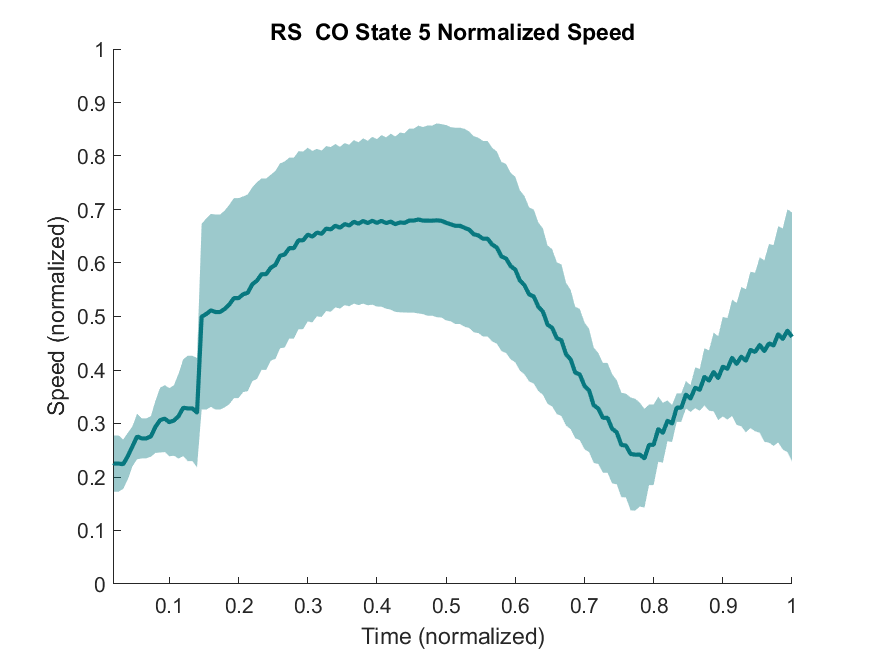 RS  CO State 5 Normalized Speed
1
0.9
0.8
0.7
0.6
0.5
0.4
0.3
0.2
0.1
0
Speed (normalized)
0.1 0.2 0.3 0.4 0.5 0.6 0.7 0.8 0.9 1
Time (normalized)